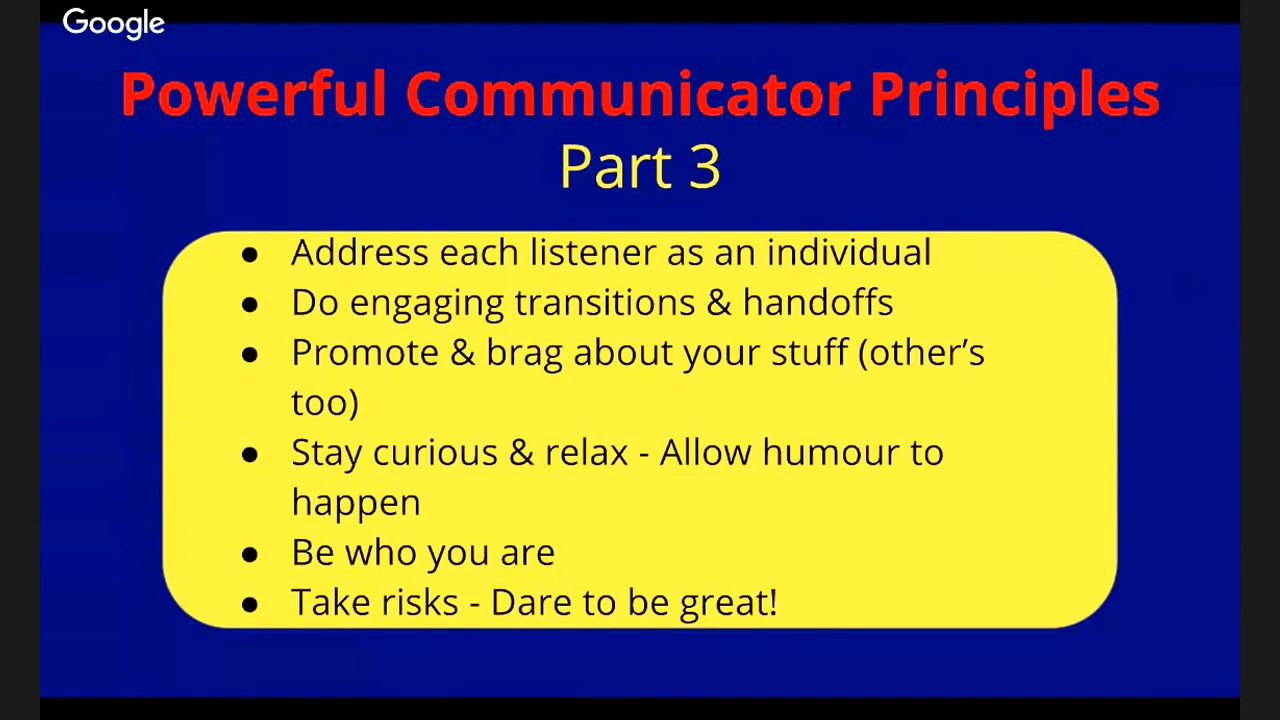 Google
Powerful Communicator Principles
Part 3
● Address each listener as an individual
● Do engaging transitions & handoffs
● Promote & brag about your stuff (other's
too)
● Stay curious & relax - Allow humour to
happen
● Be who you are
● Take risks - Dare to be great!